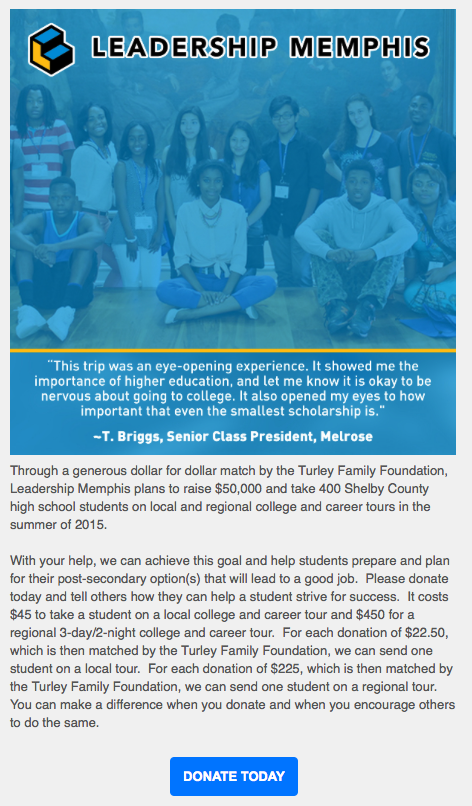 LEADERSHIP MEMPHIS
"This trip was an eye-opening experience. It showed me the
importance of higher education, and let me know it is okay to be
nervous about going to college. It also opened my eyes to how
important that even the smallest scholarship is."
~T. Briggs, Senior Class President, Melrose
Through a generous dollar for dollar match by the Turley Family Foundation,
Leadership Memphis plans to raise $50,000 and take 400 Shelby County
high school students on local and regional college and career tours in the
summer of 2015.
With your help, we can achieve this goal and help students prepare and plan
for their post-secondary option(s) that will lead to a good job.  Please donate
today and tell others how they can help a student strive for success.  It costs
$45 to take a student on a local college and career tour and $450 for a
regional 3-day/2-night college and career tour.  For each donation of $22.50,
which is then matched by the Turley Family Foundation, we can send one
student on a local tour.  For each donation of $225, which is then matched by
the Turley Family Foundation, we can send one student on a regional tour.
You can make a difference when you donate and when you encourage others
to do the same.
DONATE TODAY